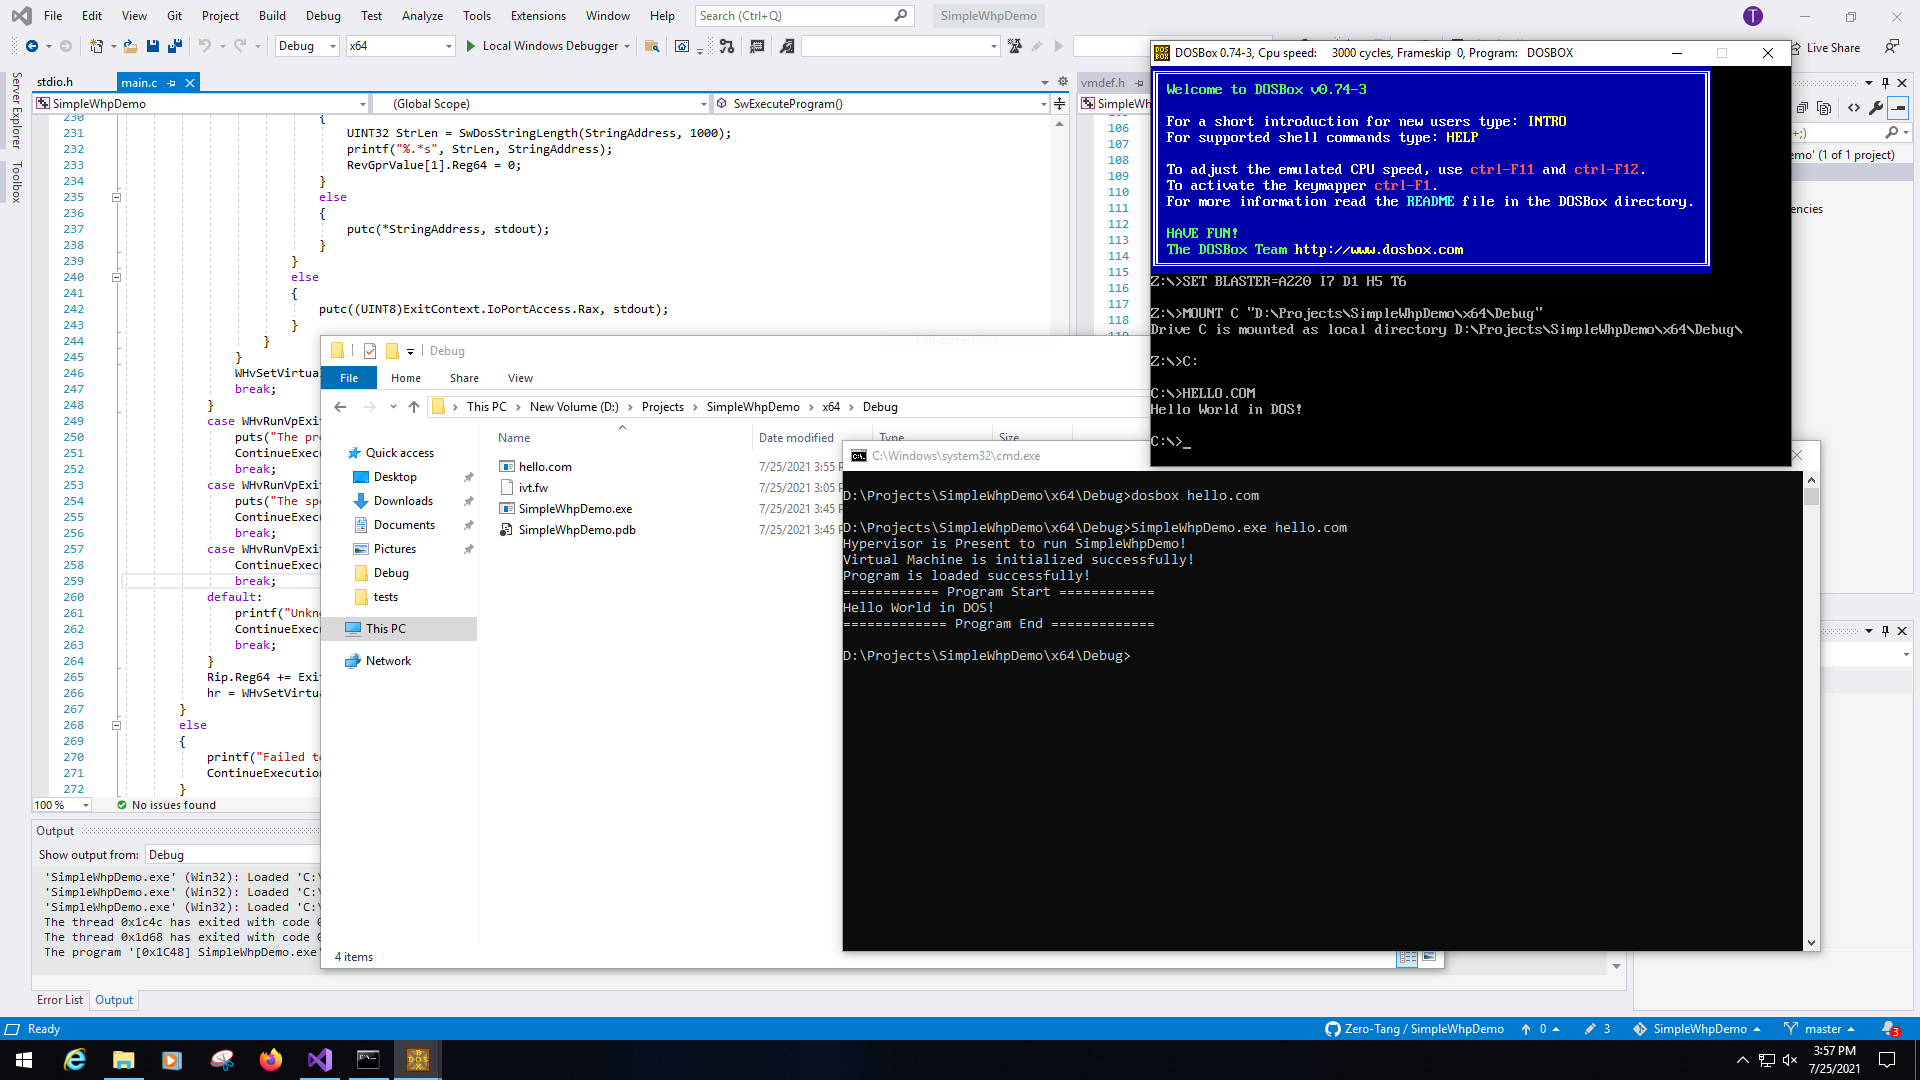 File Edit View Git Project Build Debug Test Analyze Tools Extensions Window Help Search (Ctrl+Q) SimpleWhpDemo T
Debug x64 Local Windows Debugger Live Share
Server Explorer
Toolbox
stdio.h main.c
SimpleWhpDemo (Global Scope) SwExecuteProgram()
230 {
231 UINT32 StrLen = SwDosStringLength(StringAddress, 1000);
232 printf("%.*s", StrLen, StringAddress);
233 RevGprValue[1].Reg64 = 0;
234 }
235 else
236 {
237 putc(*StringAddress, stdout);
238 }
239 }
240 else
241 {
242 putc((UINT8)ExitContext.IoPortAccess.Rax, stdout);
243 }
244 }
245 }
246 WHvSetVirtua
247 break;
248 }
249 case WHvRunVpExi
250 puts("The pr
251 ContinueExec
252 break;
253 case WHvRunVpExi
254 puts("The sp
255 ContinueExec
256 break;
257 case WHvRunVpExi
258 ContinueExec
259 break;
260 default:
261 printf("Unkn
262 ContinueExec
263 break;
264 }
265 Rip.Reg64 += Exi
266 hr = WHvSetVirtua
267 }
268 else
269 {
270 printf("Failed t
271 ContinueExecution
272 }
100 % No issues found
Output
Show output from: Debug
'SimpleWhpDemo.exe' (Win32): Loaded 'C:\
'SimpleWhpDemo.exe' (Win32): Loaded 'C:\
'SimpleWhpDemo.exe' (Win32): Loaded 'C:\
The thread 0x1c4c has exited with code 0
The thread 0x1d68 has exited with code 0
The program '[0x1C48] SimpleWhpDemo.exe'
Error List Output
vmdef.h
SimpleWh
106
107
108
109
110
111
112
113
114
115
116
117
118
+;)
emo' (1 of 1 project)
encies
DOSBox 0.74-3, Cpu speed: 3000 cycles, Frameskip 0, Program: DOSBOX
Welcome to DOSBox v0.74-3
For a short introduction for new users type: INTRO
For supported shell commands type: HELP
To adjust the emulated CPU speed, use ctrl-F11 and ctrl-F12.
To activate the keymapper ctrl-F1.
For more information read the README file in the DOSBox directory.
HAVE FUN!
The DOSBox Team http://www.dosbox.com
Z:\>SET BLASTER=A220 I7 D1 H5 T6
Z:\>MOUNT C "D:\Projects\SimpleWhpDemo\x64\Debug"
Drive C is mounted as local directory D:\Projects\SimpleWhpDemo\x64\Debug\
Z:\>C:
C:\>HELLO.COM
Hello World in DOS!
C:\>_
Debug
File Home Share View
This PC New Volume (D:) Projects SimpleWhpDemo x64 Debug
Name Date modified Type Size
Quick access
Desktop
Downloads
Documents
Pictures
Debug
tests
This PC
Network
hello.com 7/25/2021 3:55 P
ivt.fw 7/25/2021 3:05 P
SimpleWhpDemo.exe 7/25/2021 3:45 P
SimpleWhpDemo.pdb 7/25/2021 3:45 P
4 items
C:\Windows\system32\cmd.exe
D:\Projects\SimpleWhpDemo\x64\Debug>dosbox hello.com
D:\Projects\SimpleWhpDemo\x64\Debug>SimpleWhpDemo.exe hello.com
Hypervisor is Present to run SimpleWhpDemo!
Virtual Machine is initialized successfully!
Program is loaded successfully!
============ Program Start ============
Hello World in DOS!
============= Program End =============
D:\Projects\SimpleWhpDemo\x64\Debug>
Ready Zero-Tang / SimpleWhpDemo 0 3 SimpleWhpDemo master 3
3:57 PM
7/25/2021